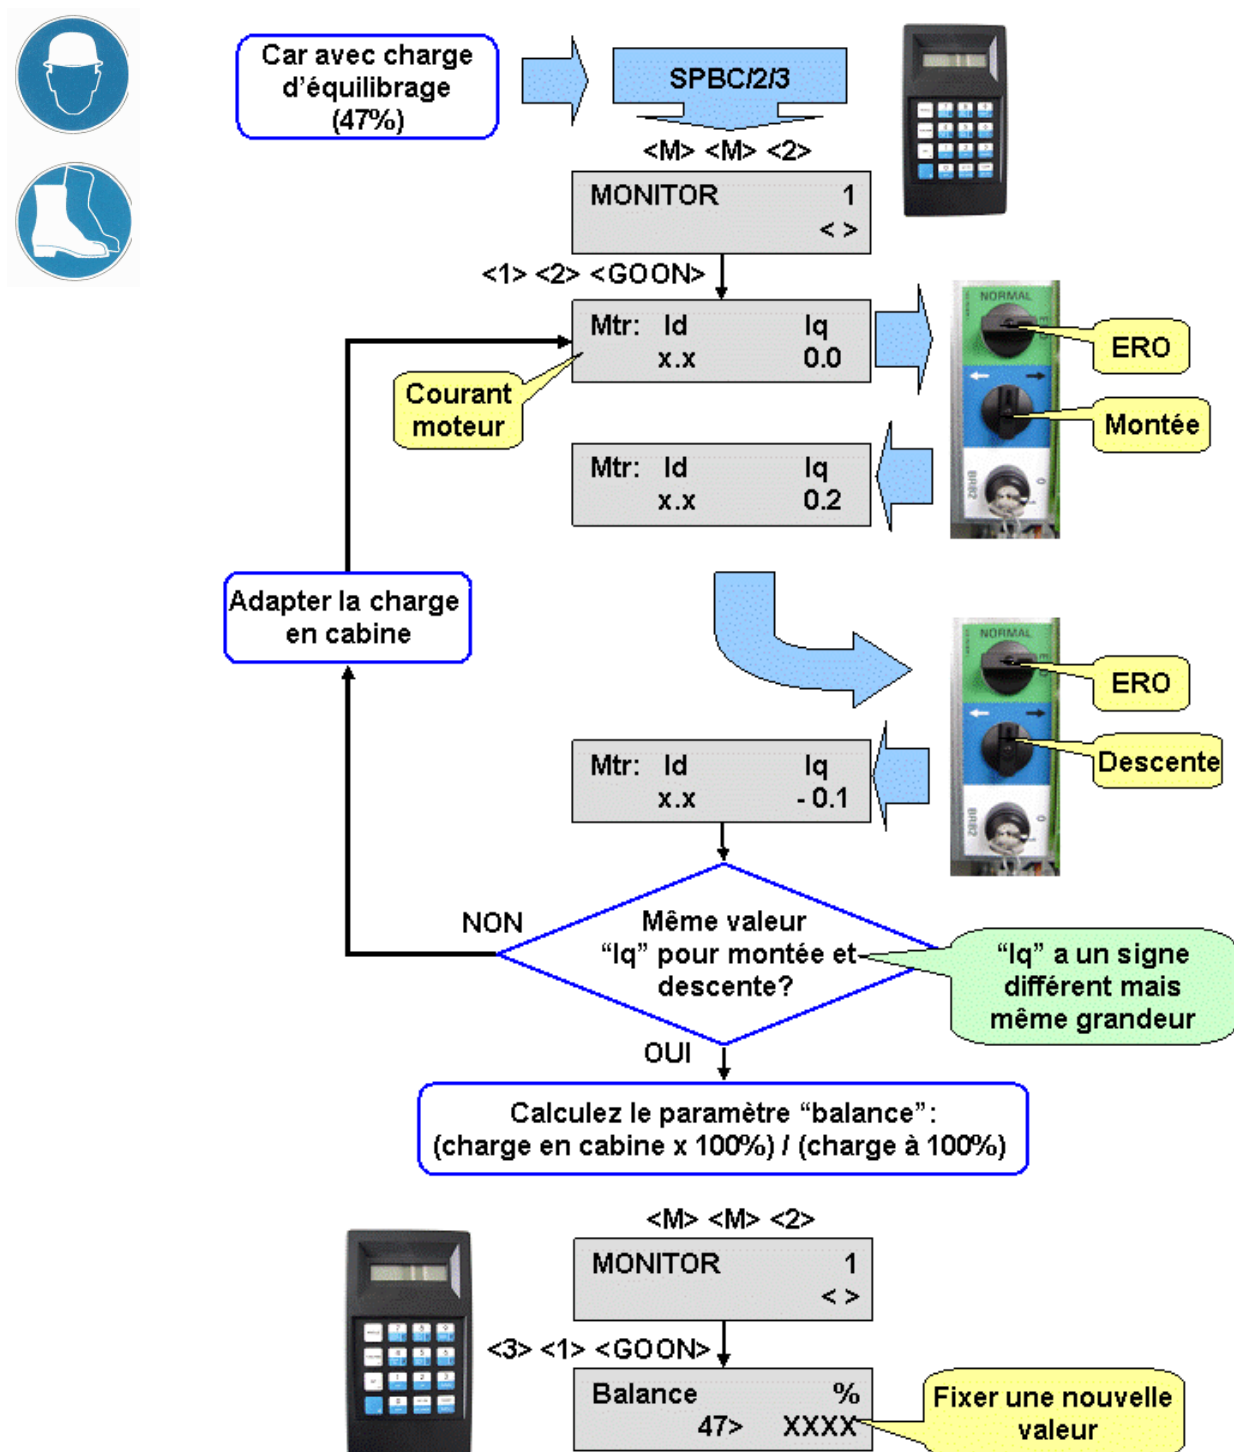 Car avec charge
d’équilibrage
(47%)
SPBC/2/3
<M> <M> <2>
MONITOR 1
< >
<1> <2> <GOON>
Mtr: Id Iq
x.x 0.0
Courant
moteur
NORMAL
ERO
Montée
BRB2
0
Mtr: Id Iq
x.x 0.2
Adapter la charge
en cabine
NORMAL
ERO
Descente
BRB2
0
Mtr: Id Iq
x.x - 0.1
NON
Même valeur
“Iq” pour montée et
descente?
“Iq” a un signe
différent mais
même grandeur
OUI
Calculez le paramètre “balance”:
(charge en cabine x 100%) / (charge à 100%)
<M> <M> <2>
MONITOR 1
< >
<3> <1> <GOON>
Balance %
47> XXXX
Fixer une nouvelle
valeur